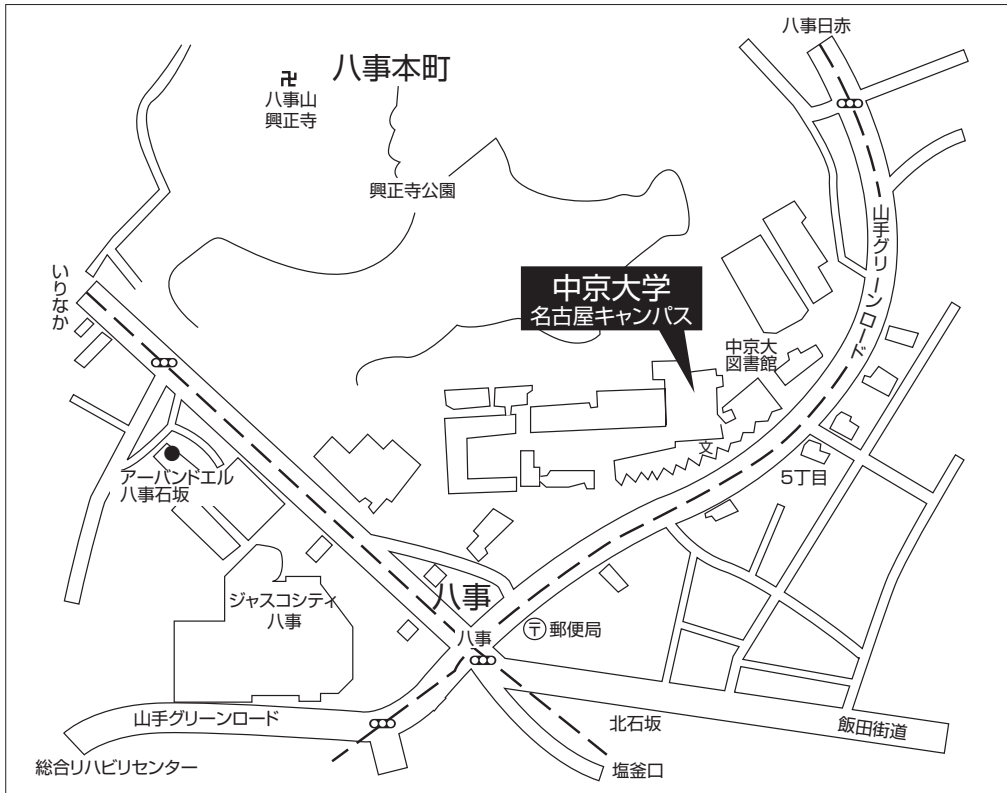 八事日赤
八事本町
卍
八事山
興正寺
興正寺公園
山手グリーンロード
いりなか
中京大学
名古屋キャンパス
中京大
図書館
文
アーバンドエル
八事石坂
5丁目
ジャスコシティ
八事
八事
八事
〒郵便局
山手グリーンロード
北石坂
飯田街道
総合リハビリセンター
塩釜口